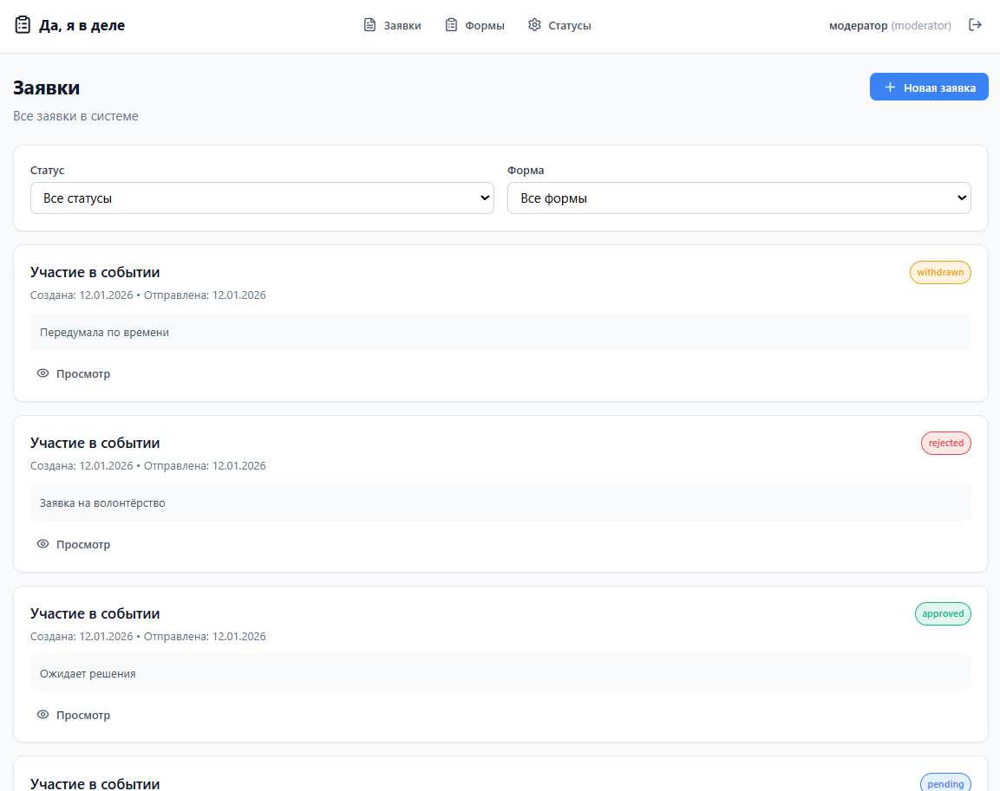 Да, я в деле
Заявки
Формы
Статусы
модератор (moderator)
Заявки
Новая заявка
Все заявки в системе
Статус
Форма
Все статусы
Все формы
Участие в событии
withdrawn
Создана: 12.01.2026 • Отправлена: 12.01.2026
Передумала по времени
Просмотр
Участие в событии
rejected
Создана: 12.01.2026 • Отправлена: 12.01.2026
Заявка на волонтёрство
Просмотр
Участие в событии
approved
Создана: 12.01.2026 • Отправлена: 12.01.2026
Ожидает решения
Просмотр
Участие в событии
pending